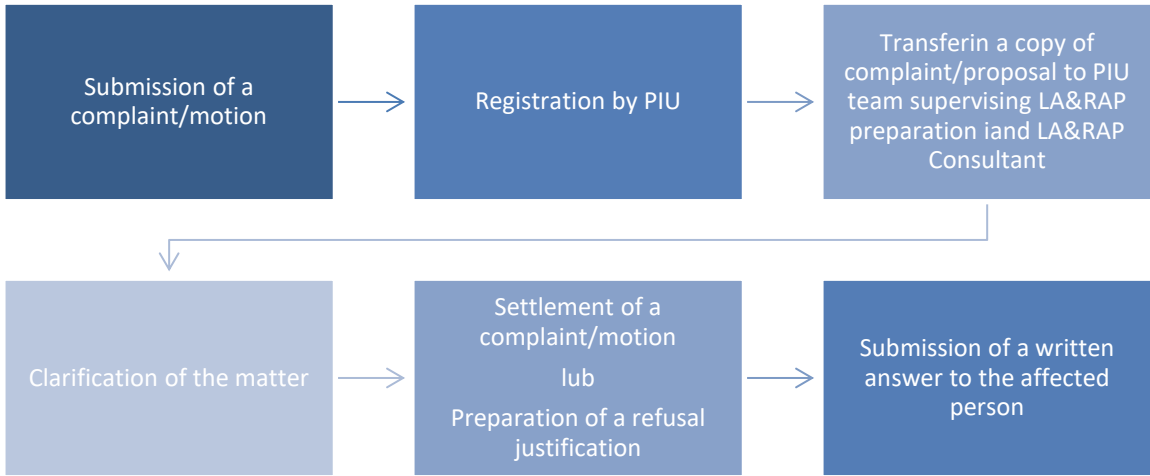 Submission of a
complaint/motion
Registration by PIU
Transferin a copy of
complaint/proposal to PIU
team supervising LA&RAP
preparation iand LA&RAP
Consultant
Clarification of the matter
Settlement of a
complaint/motion
lub
Preparation of a refusal
justification
Submission of a written
answer to the affected
person